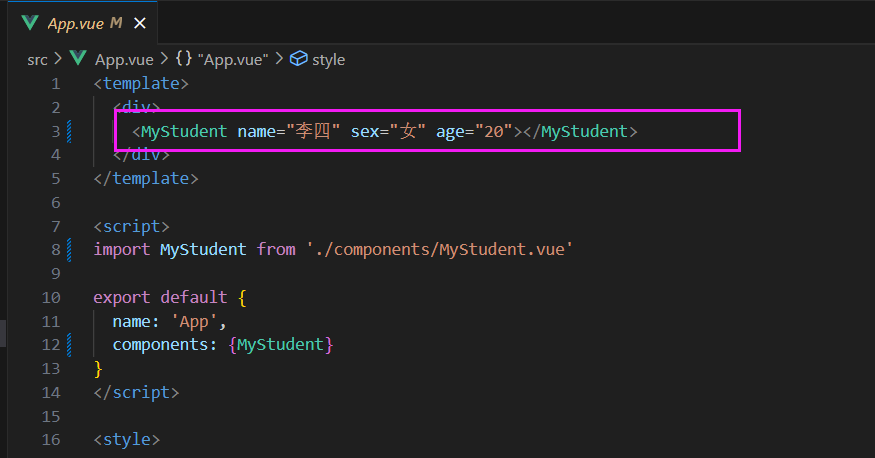 App.vue M
src App.vue {} "App.vue" style
1 <template>
2 <div>
3 <MyStudent name="李四" sex="女" age="20"></MyStudent>
4 </div>
5 </template>
6
7 <script>
8 import MyStudent from './components/MyStudent.vue'
9
10 export default {
11 name: 'App',
12 components: {MyStudent}
13 }
14 </script>
15
16 <style>